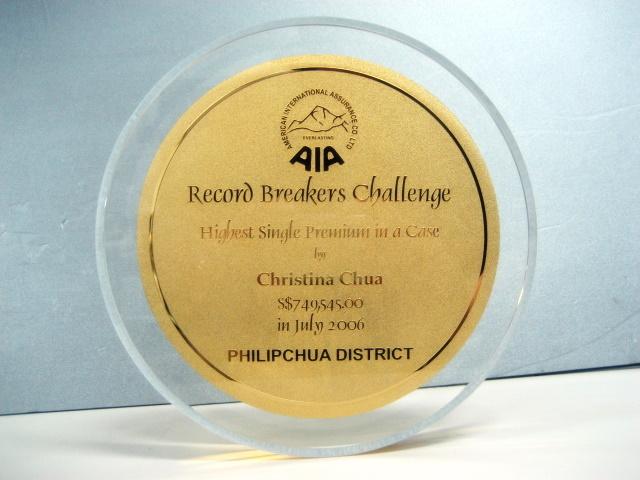 AMERICAN INTERNATIONAL ASSURANCE CO. LTD
EVERLASTING
AIA
Record Breakers Challenge
Highest Single Premium in a Case
by
Christina Chua
S$749,545.00
in July 2006
PHILIPCHUA DISTRICT